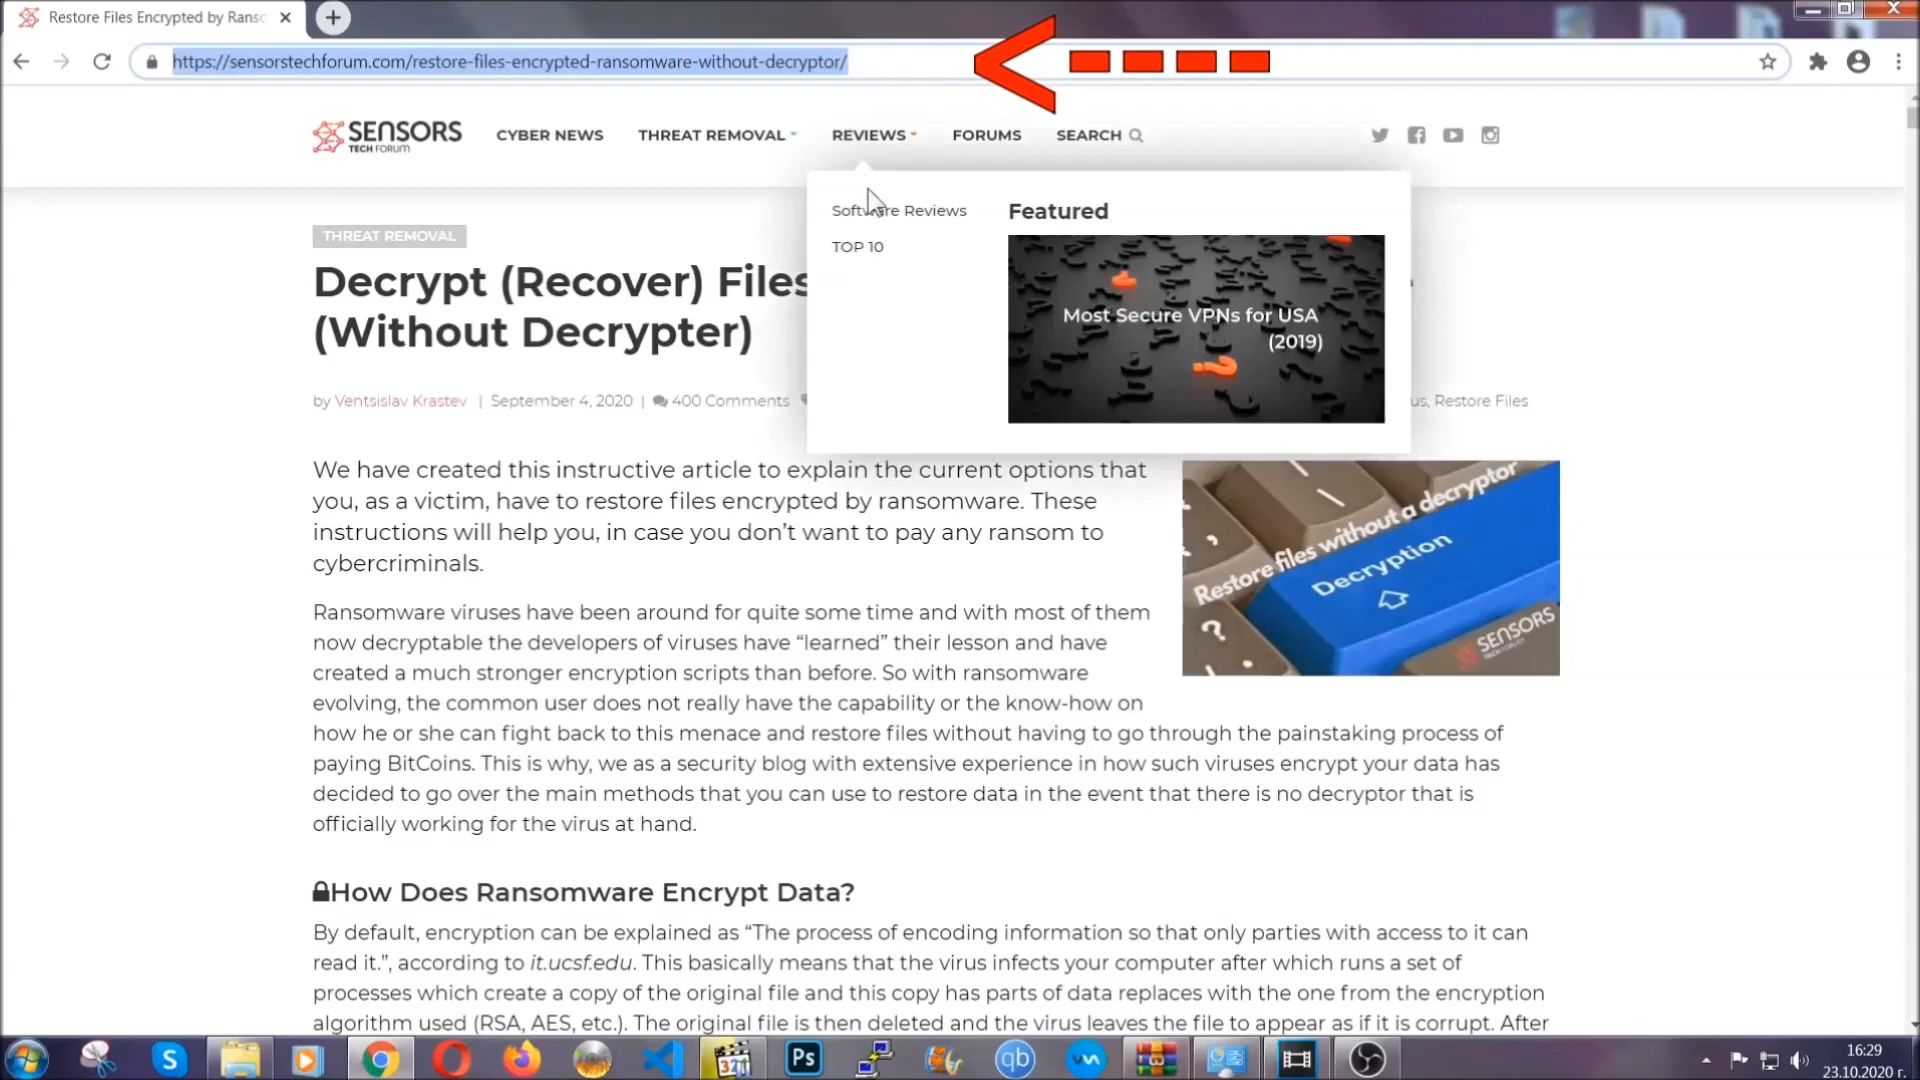 Restore Files Encrypted by Ranso
https://sensorstechforum.com/restore-files-encrypted-ransomware-without-decryptor/
SENSORS
TECH FORUM
CYBER NEWS
THREAT REMOVAL
REVIEWS
FORUMS
SEARCH
Software Reviews
TOP 10
Featured
Most Secure VPNs for USA
(2019)
THREAT REMOVAL
Decrypt (Recover) Files
(Without Decrypter)
by Ventsislav Krastev | September 4, 2020 | 400 Comments
us, Restore Files
We have created this instructive article to explain the current options that
you, as a victim, have to restore files encrypted by ransomware. These
instructions will help you, in case you don’t want to pay any ransom to
cybercriminals.
Restore files without a decryptor
Decryption
SENSORS
TECH FORUM
Ransomware viruses have been around for quite some time and with most of them
now decryptable the developers of viruses have “learned” their lesson and have
created a much stronger encryption scripts than before. So with ransomware
evolving, the common user does not really have the capability or the know-how on
how he or she can fight back to this menace and restore files without having to go through the painstaking process of
paying BitCoins. This is why, we as a security blog with extensive experience in how such viruses encrypt your data has
decided to go over the main methods that you can use to restore data in the event that there is no decryptor that is
officially working for the virus at hand.
How Does Ransomware Encrypt Data?
By default, encryption can be explained as “The process of encoding information so that only parties with access to it can
read it.”, according to it.ucsf.edu. This basically means that the virus infects your computer after which runs a set of
processes which create a copy of the original file and this copy has parts of data replaces with the one from the encryption
algorithm used (RSA, AES, etc.). The original file is then deleted and the virus leaves the file to appear as if it is corrupt. After
S
321
Ps
qb
16:29
23.10.2020 г.